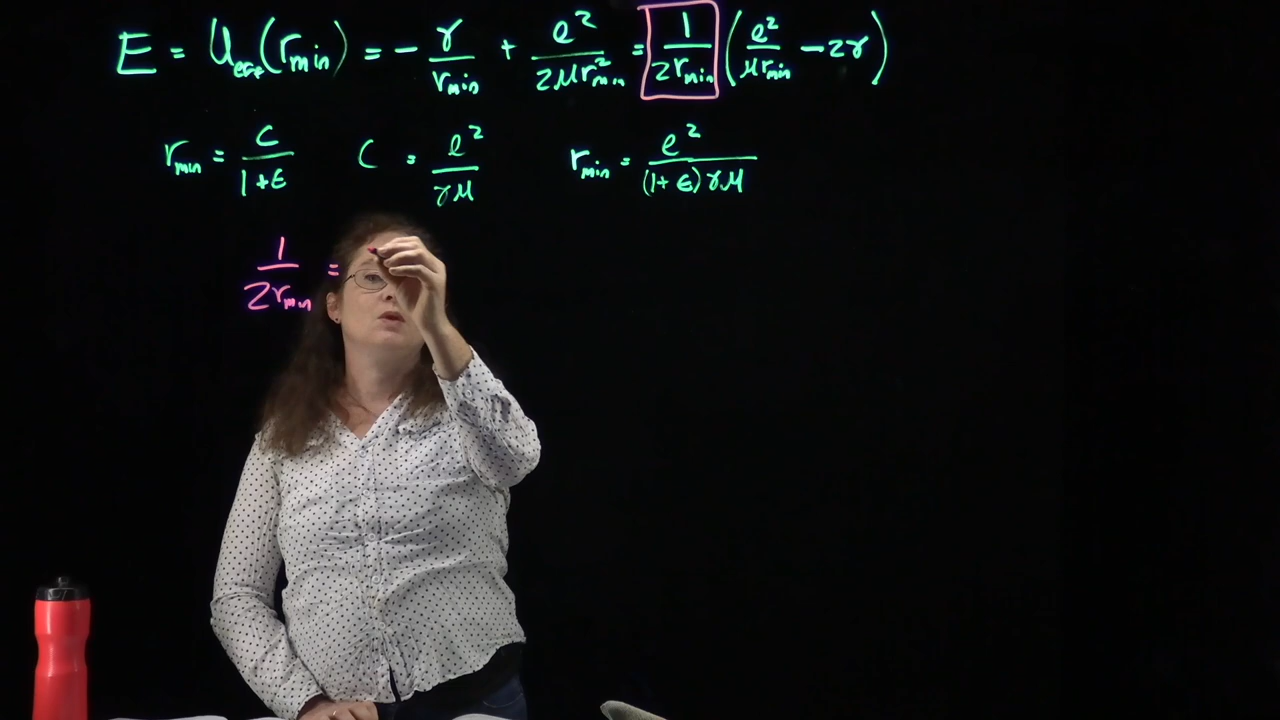 E = U_eff(r_min) = - γ/r_min + ℓ²/(2μr²_min) = 1/(2r_min) (ℓ²/(μr_min) - 2γ)
r_min = C/(1+ϵ) C = ℓ²/(γμ) r_min = ℓ²/((1+ϵ)γμ)
1/(2r_min) =